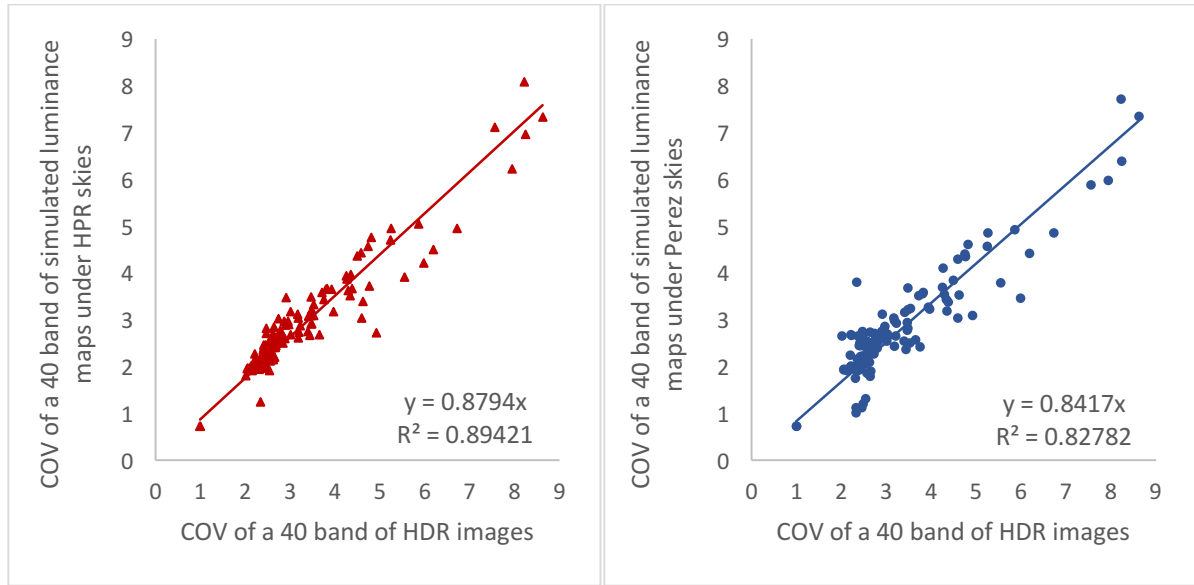 COV of a 40 band of simulated luminance
maps under HPR skies
9
8
7
6
5
4
3
2
1
0
y = 0.8794x
R² = 0.89421
0 1 2 3 4 5 6 7 8 9
COV of a 40 band of HDR images
COV of a 40 band of simulated luminance
maps under Perez skies
9
8
7
6
5
4
3
2
1
0
y = 0.8417x
R² = 0.82782
0 1 2 3 4 5 6 7 8 9
COV of a 40 band of HDR images